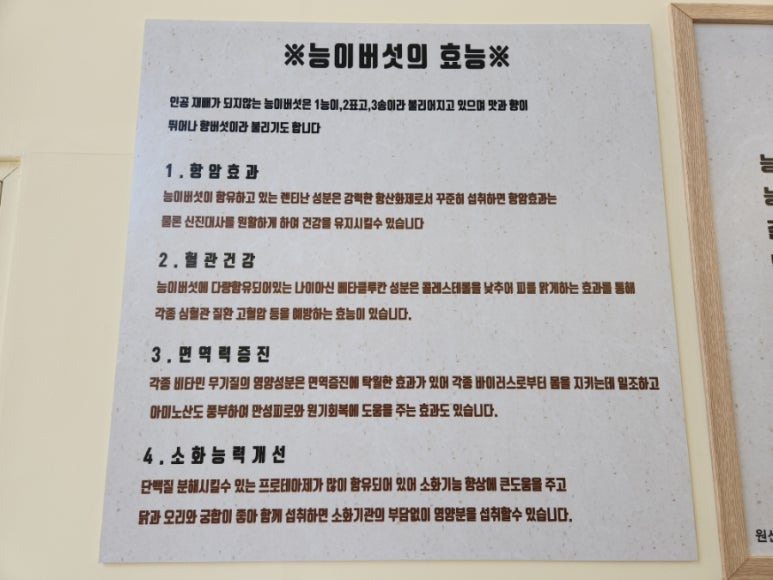 ※능이버섯의 효능※
인공 재배가 되지않는 능이버섯은 1능이,2표고,3송이라 불리어지고 있으며 맛과 향이
뛰어나 향버섯이라 불리기도 합니다
1.항암효과
능이버섯이 함유하고 있는 렌티난 성분은 강력한 항산화제로서 꾸준히 섭취하면 항암효과는
물론 신진대사를 원활하게 하여 건강을 유지시킬수 있습니다
2.혈관건강
능이버섯에 다량함유되어있는 나이아신 베타글루칸 성분은 콜레스테롤을 낮추어 피를 맑게하는 효과를 통해
각종 심혈관 질환 고혈압 등을 예방하는 효능이 있습니다.
3.면역력증진
각종 비타민 무기질의 영양성분은 면역증진에 탁월한 효과가 있어 각종 바이러스로부터 몸을 지키는데 일조하고
아미노산도 풍부하여 만성피로와 원기회복에 도움을 주는 효과도 있습니다.
4.소화능력개선
단백질 분해시킬수 있는 프로테아제가 많이 함유되어 있어 소화기능 향상에 큰도움을 주고
닭과 오리와 궁합이 좋아 함께 섭취하면 소화기관의 부담없이 영양분을 섭취할수 있습니다.